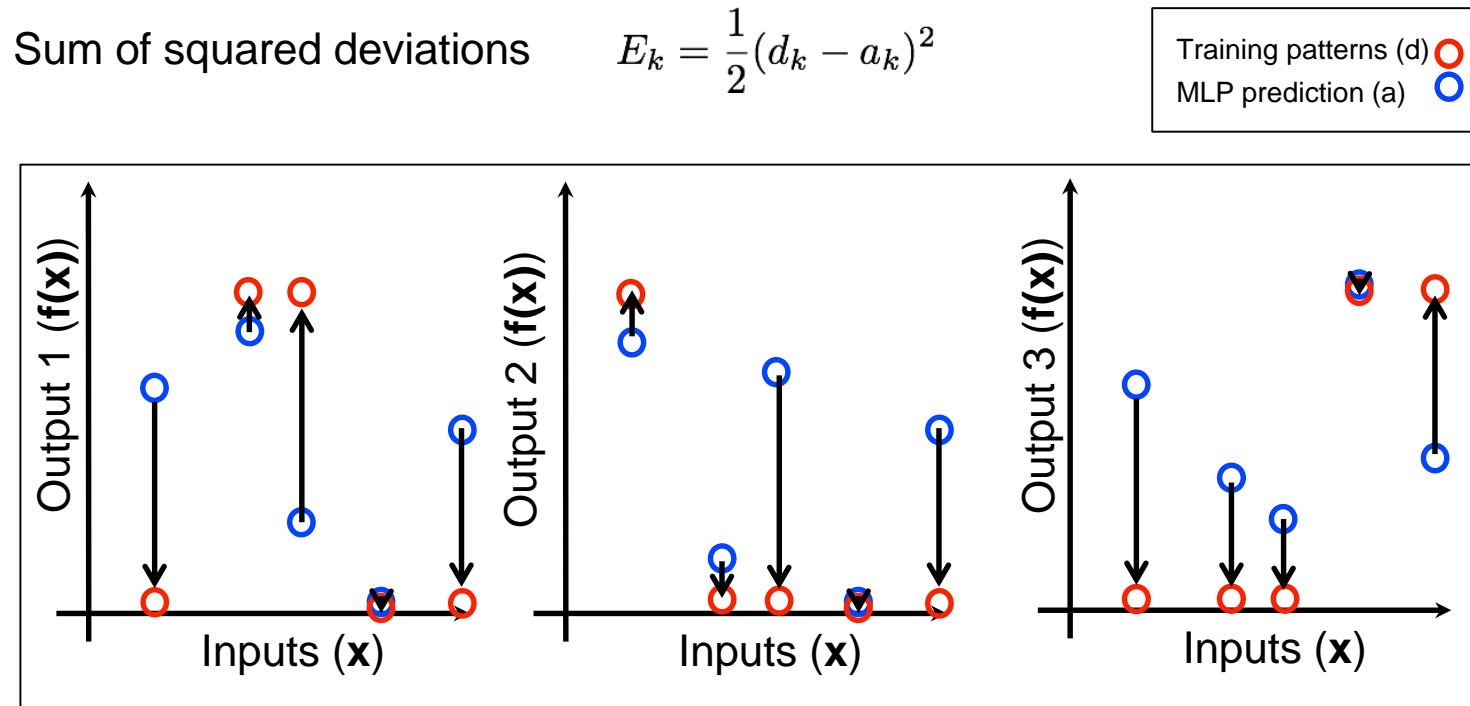 Sum of squared deviations
E_k = \frac{1}{2}(d_k - a_k)^2
Training patterns (d)
MLP prediction (a)
Output 1 (f(x))
Inputs (x)
Output 2 (f(x))
Inputs (x)
Output 3 (f(x))
Inputs (x)